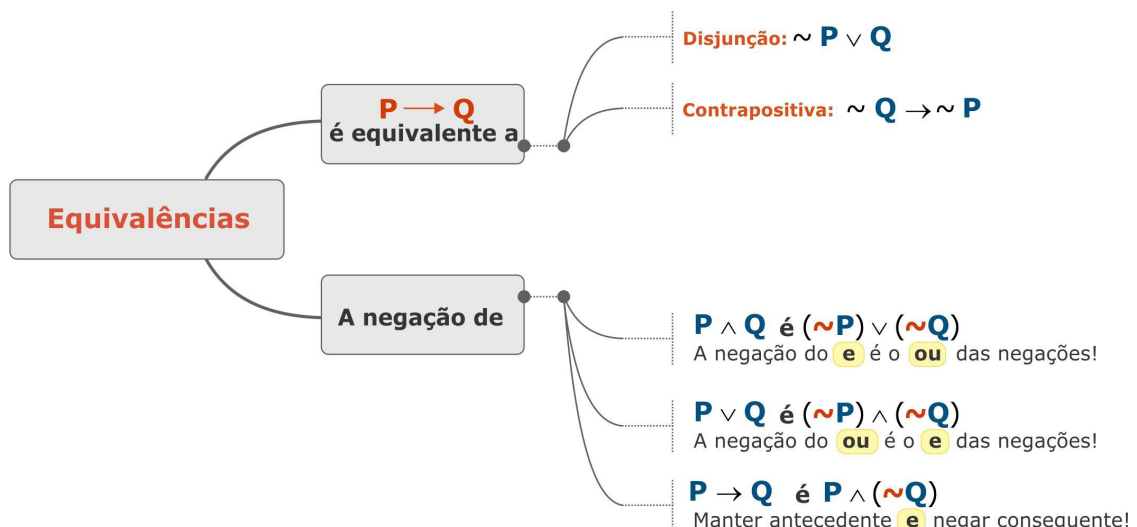 Equivalências
P → Q
é equivalente a
Disjunção: ~ P ∨ Q
Contrapositiva: ~ Q → ~ P
A negação de
P ∧ Q é (~P) ∨ (~Q)
A negação do e é o ou das negações!
P ∨ Q é (~P) ∧ (~Q)
A negação do ou é o e das negações!
P → Q é P ∧ (~Q)
Manter antecedente e negar consequente!